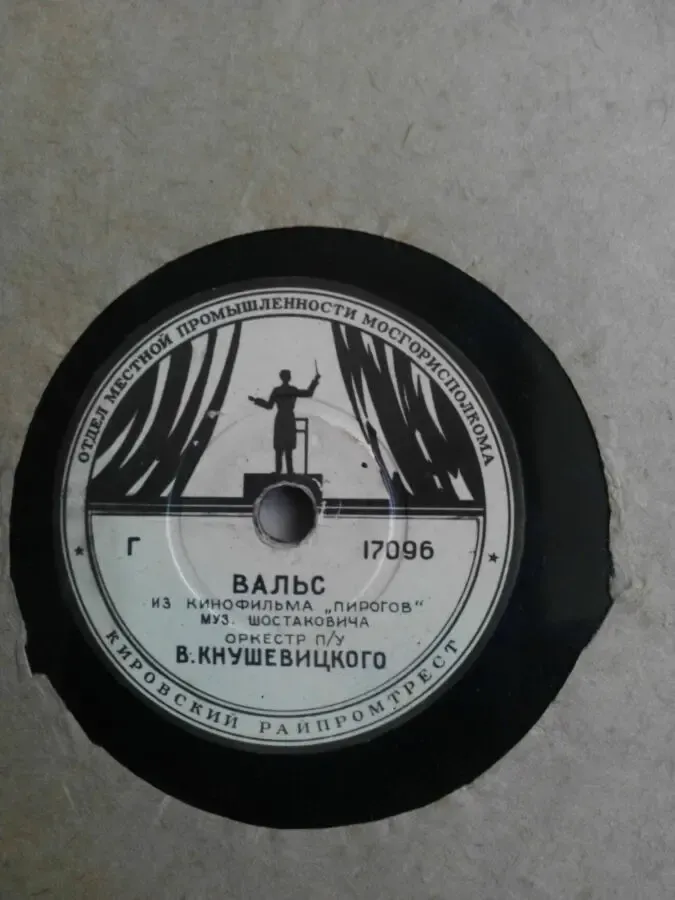 ОТДЕЛ МЕСТНОЙ ПРОМЫШЛЕННОСТИ МОСГОРИСПОЛКОМА
Г 17096
ВАЛЬС
ИЗ КИНОФИЛЬМА „ПИРОГОВ"
МУЗ. ШОСТАКОВИЧА
ОРКЕСТР П/У
В.КНУШЕВИЦКОГО
КИРОВСКИЙ РАЙПРОМТРЕСТ